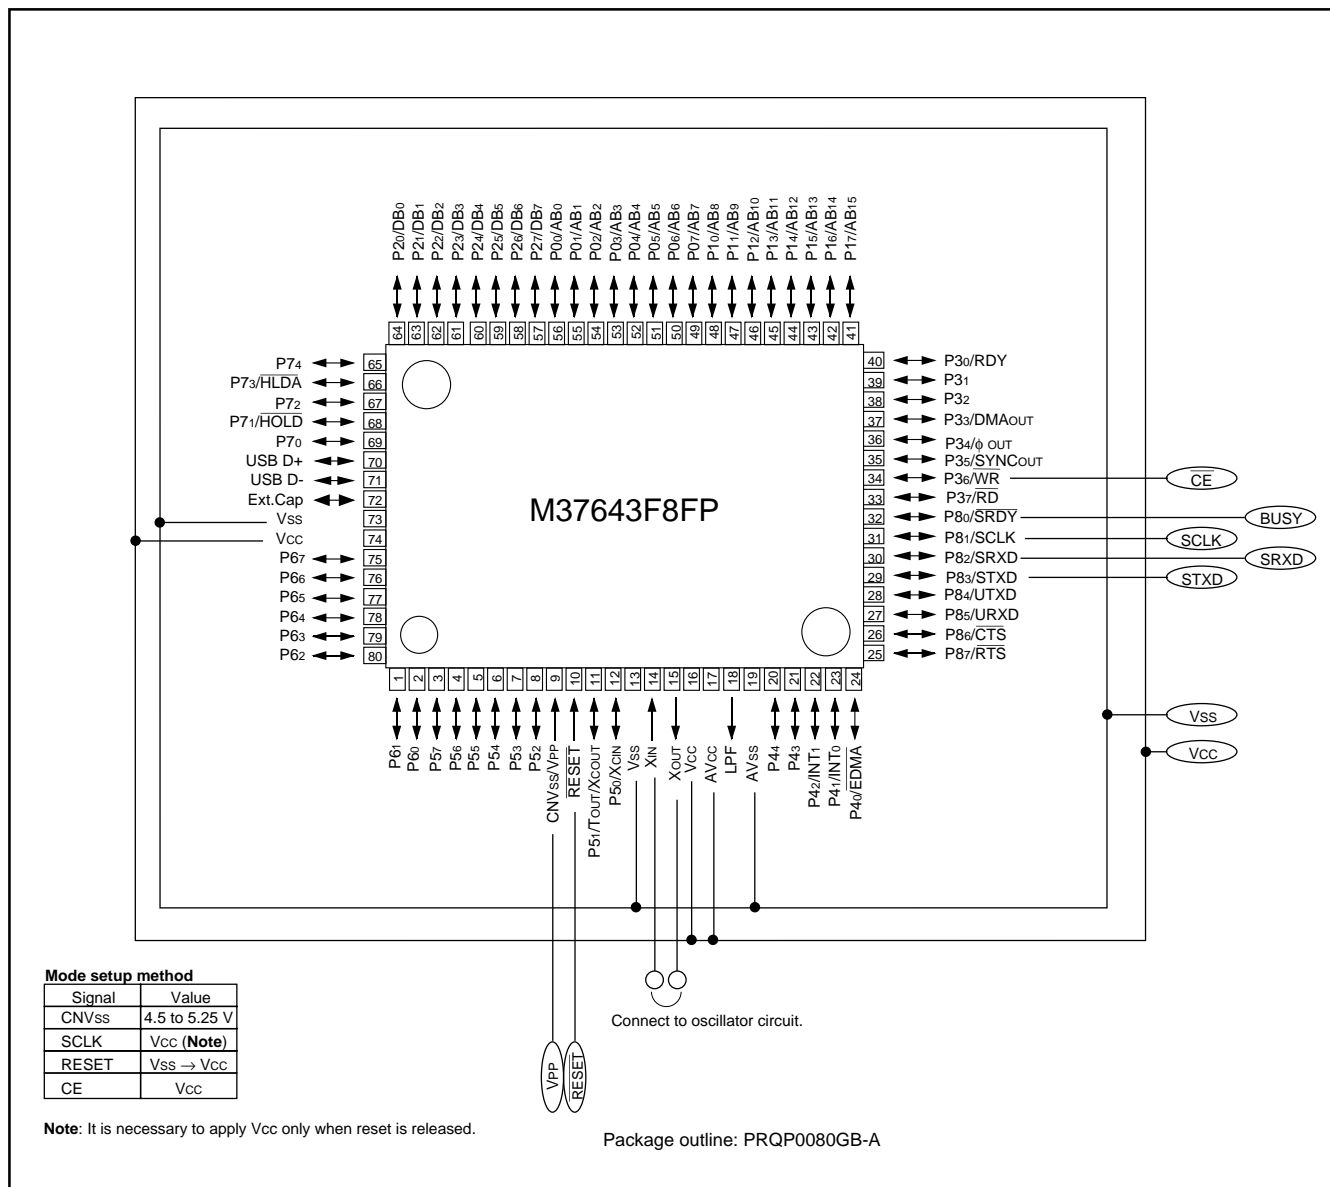 P20/DB0
P21/DB1
P22/DB2
P23/DB3
P24/DB4
P25/DB5
P26/DB6
P27/DB7
P00/AB0
P01/AB1
P02/AB2
P03/AB3
P04/AB4
P05/AB5
P06/AB6
P07/AB7
P10/AB8
P11/AB9
P12/AB10
P13/AB11
P14/AB12
P15/AB13
P16/AB14
P17/AB15
64 63 62 61 60 59 58 57 56 55 54 53 52 51 50 49 48 47 46 45 44 43 42 41
P74 65
P73/HLDA 66
P72 67
P71/HOLD 68
P70 69
USB D+ 70
USB D- 71
Ext.Cap 72
VSS 73
VCC 74
P67 75
P66 76
P65 77
P64 78
P63 79
P62 80
M37643F8FP
40 P30/RDY
39 P31
38 P32
37 P33/DMAOUT
36 P34/ϕ OUT
35 P35/SYNCOUT
34 P36/WR CE
33 P37/RD
32 P80/SRDY BUSY
31 P81/SCLK SCLK
30 P82/SRXD SRXD
29 P83/STXD STXD
28 P84/UTXD
27 P85/URXD
26 P86/CTS
25 P87/RTS
1 2 3 4 5 6 7 8 9 10 11 12 13 14 15 16 17 18 19 20 21 22 23 24
P61
P60
P57
P56
P55
P54
P53
P52
CNVSS/VPP
RESET
P51/TOUT/XCOUT
P50/XCIN
VSS
XIN
XOUT
VCC
AVCC
LPF
AVSS
P44
P43
P42/INT1
P41/INT0
P40/EDMA
VSS
VCC
Mode setup method
Signal Value
CNVSS 4.5 to 5.25 V
SCLK VCC (Note)
RESET VSS → VCC
CE VCC
Connect to oscillator circuit.
VPP
RESET
Note: It is necessary to apply Vcc only when reset is released.
Package outline: PRQP0080GB-A